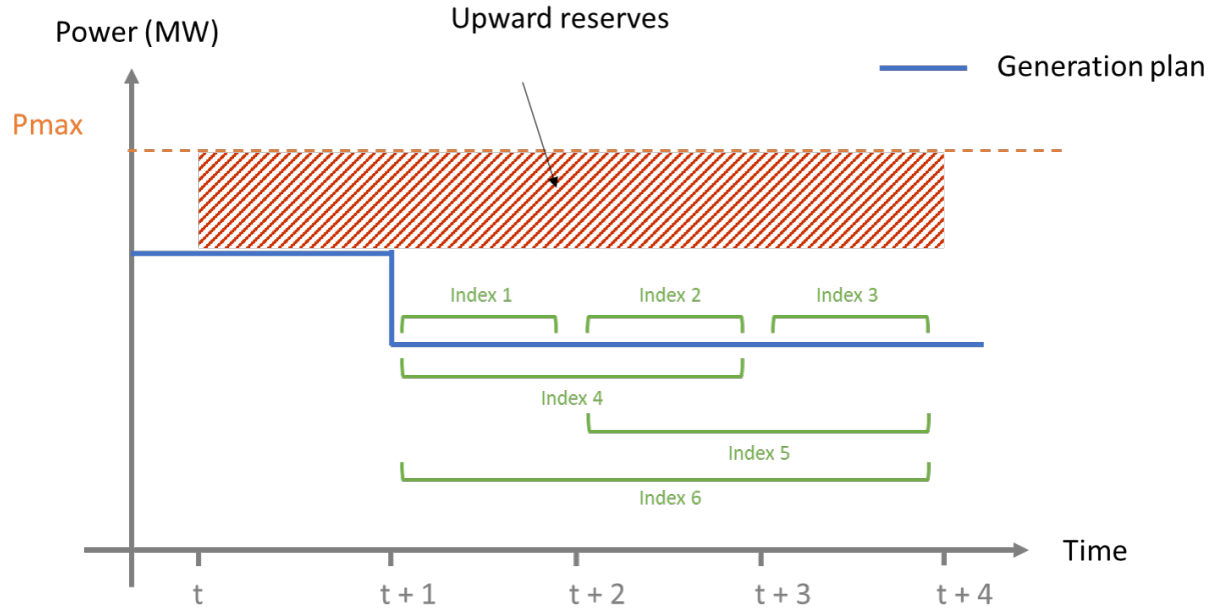 Upward reserves
Power (MW)
Generation plan
Pmax
Index 1
Index 2
Index 3
Index 4
Index 5
Index 6
Time
t
t + 1
t + 2
t + 3
t + 4